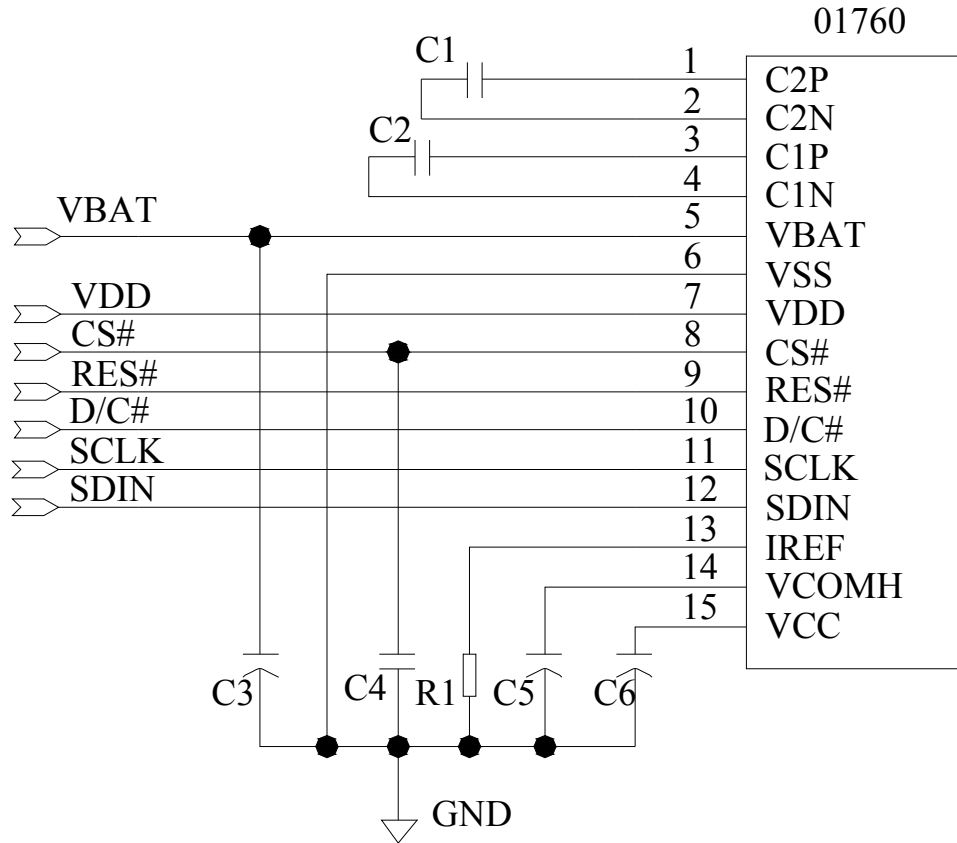 01760
C1
1
C2P
2
C2N
C2
3
C1P
4
C1N
VBAT
5
VBAT
6
VSS
VDD
7
VDD
CS#
8
CS#
RES#
9
RES#
D/C#
10
D/C#
SCLK
11
SCLK
SDIN
12
SDIN
13
IREF
14
VCOMH
15
VCC
C3
C4
R1
C5
C6
GND